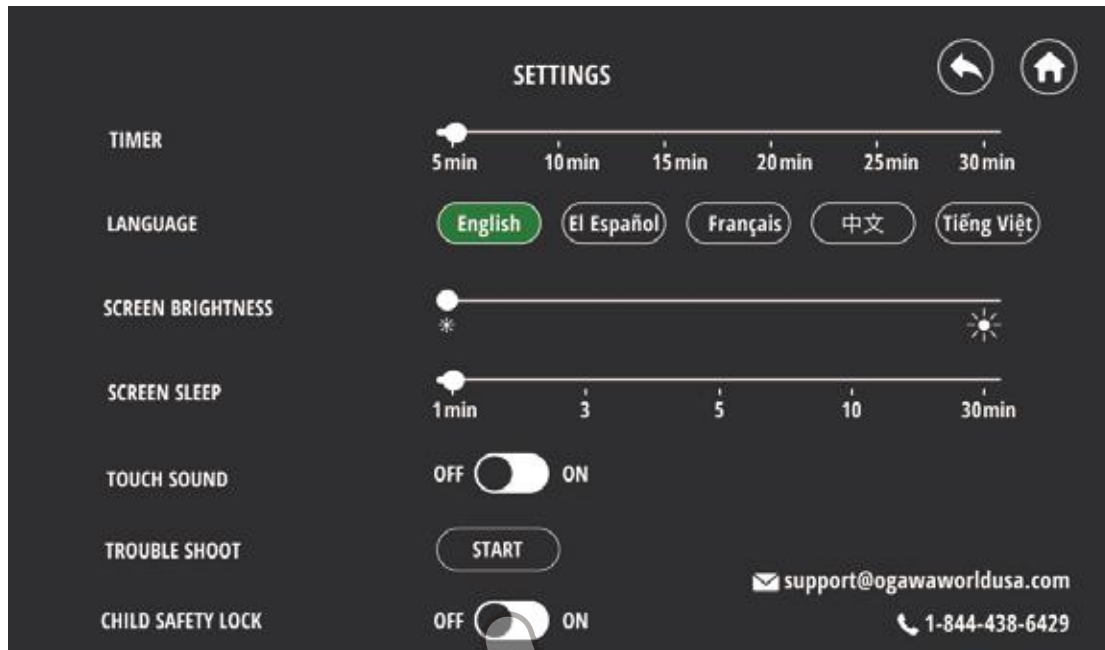 SETTINGS
TIMER
5min 10min 15min 20min 25min 30min
LANGUAGE English El Español Français 中文 Tiếng Việt
SCREEN BRIGHTNESS
SCREEN SLEEP
1min 3 5 10 30min
TOUCH SOUND OFF ON
TROUBLE SHOOT START
support@ogawaworldusa.com
CHILD SAFETY LOCK OFF ON 1-844-438-6429